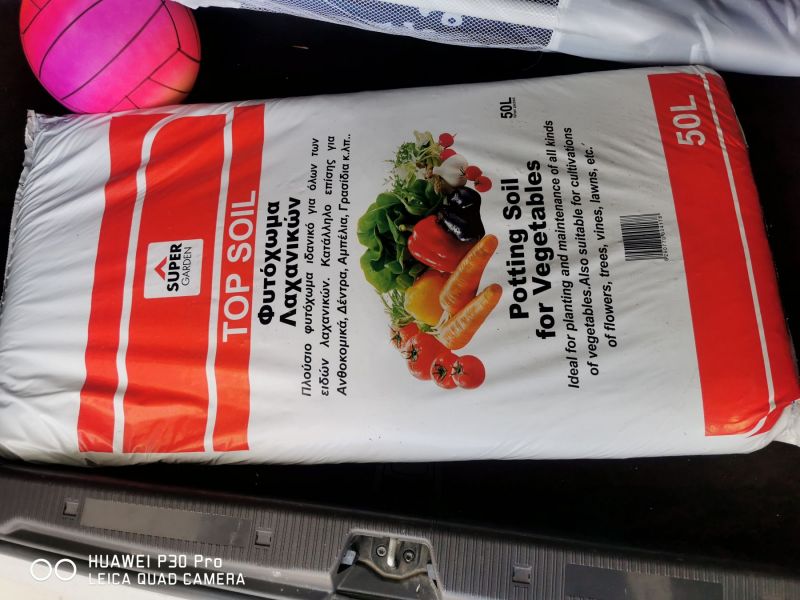 SUPER
GARDEN
TOP SOIL
Φυτόχωμα
Λαχανικών
Πλούσιο φυτόχωμα ιδανικό για όλων των
ειδών λαχανικών. Κατάλληλο επίσης για
Ανθοκομικά, Δέντρα, Αμπέλια, Γρασίδια κ.λπ..
50L
Potting Soil
for Vegetables
Ideal for planting and maintenance of all kinds
of vegetables.Also suitable for cultivations
of flowers, trees, vines, lawns, etc.
50L
HUAWEI P30 Pro
LEICA QUAD CAMERA